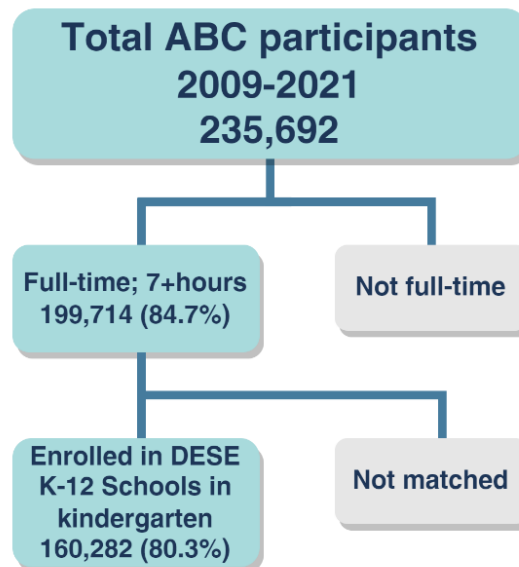 Total ABC participants
2009-2021
235,692
Full-time; 7+hours
199,714 (84.7%)
Not full-time
Enrolled in DESE
K-12 Schools in
kindergarten
160,282 (80.3%)
Not matched